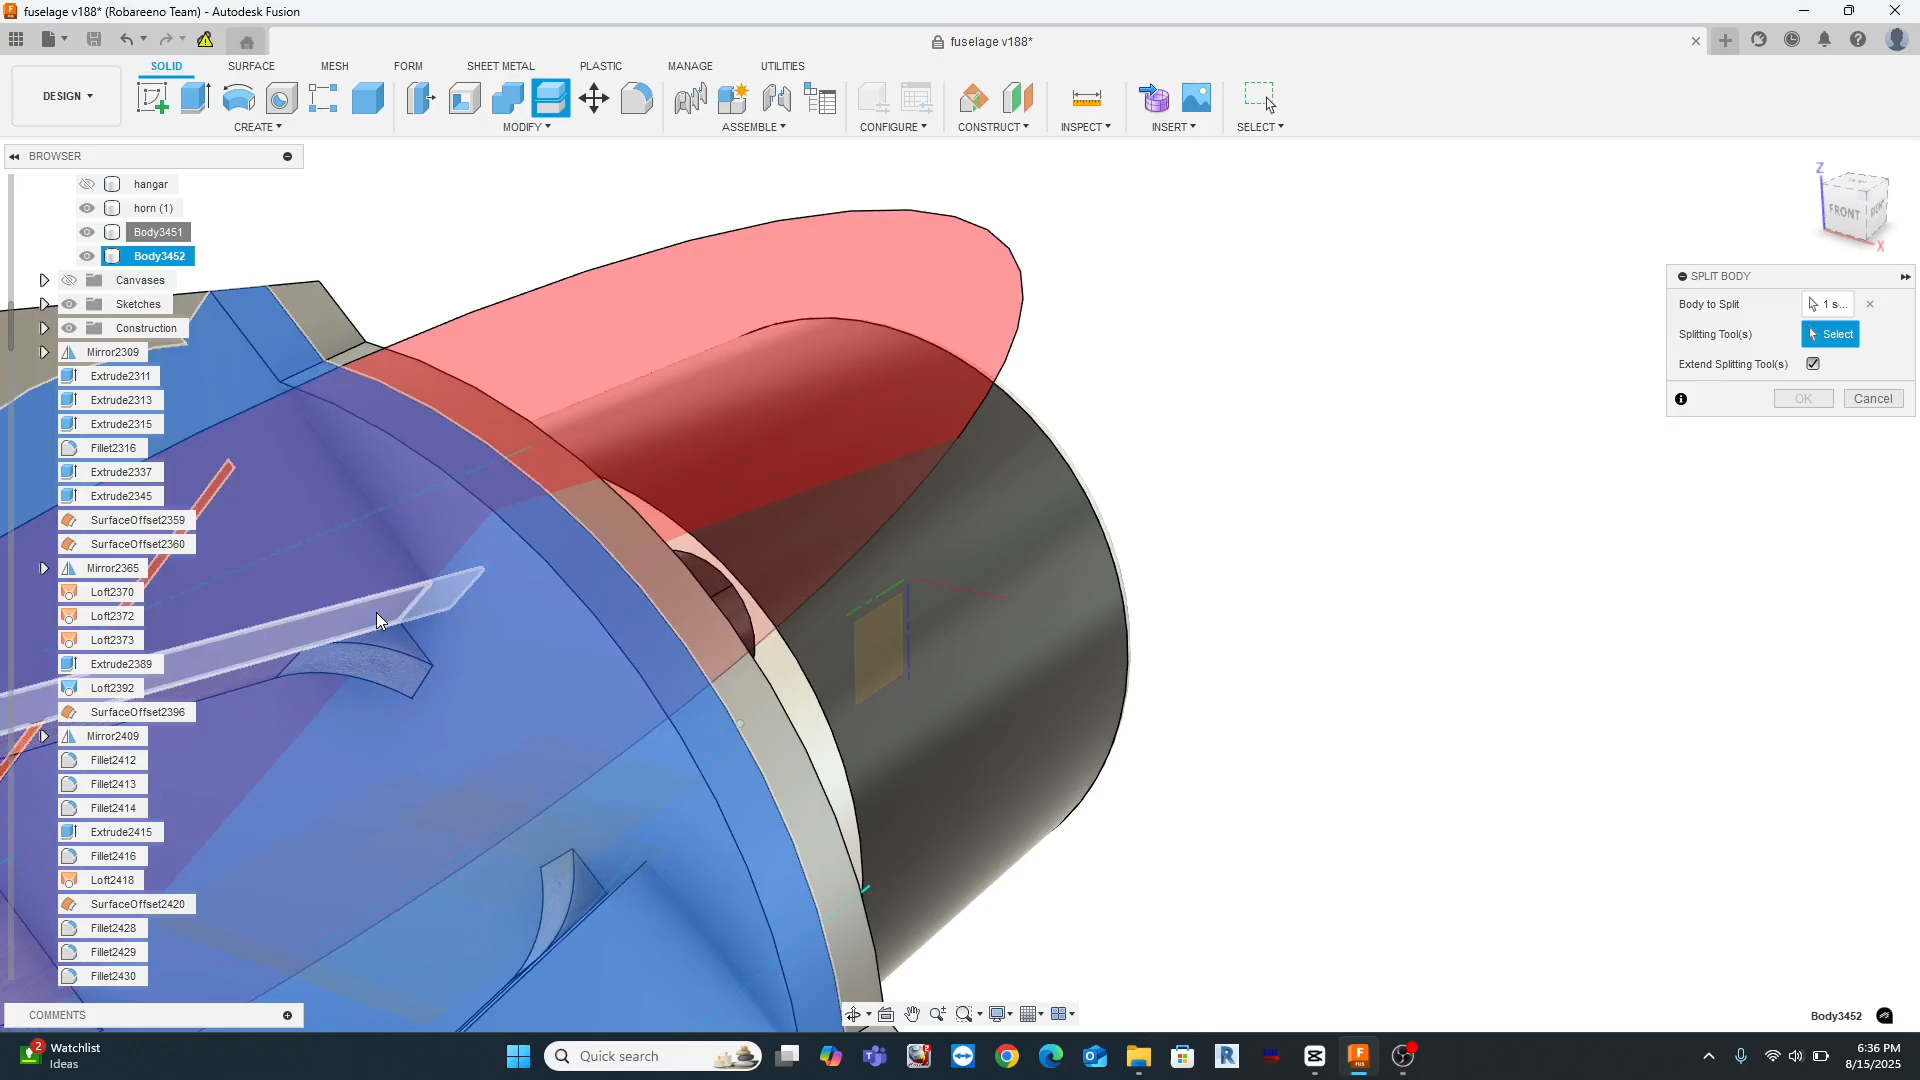 fuselage v188* (Robareeno Team) - Autodesk Fusion
fuselage v188*
SOLID SURFACE MESH FORM SHEET METAL PLASTIC MANAGE UTILITIES
DESIGN
CREATE MODIFY ASSEMBLE CONFIGURE CONSTRUCT INSPECT INSERT SELECT
BROWSER
hangar
horn (1)
Body3451
Body3452
Canvases
Sketches
Construction
Mirror2309
Extrude2311
Extrude2313
Extrude2315
Fillet2316
Extrude2337
Extrude2345
SurfaceOffset2359
SurfaceOffset2360
Mirror2365
Loft2370
Loft2372
Loft2373
Extrude2389
Loft2392
SurfaceOffset2396
Mirror2409
Fillet2412
Fillet2413
Fillet2414
Extrude2415
Fillet2416
Loft2418
SurfaceOffset2420
Fillet2428
Fillet2429
Fillet2430
Z
FRONT
RIGHT
X
SPLIT BODY
Body to Split 1 s...
Splitting Tool(s) Select
Extend Splitting Tool(s)
OK Cancel
COMMENTS
Body3452
2
Watchlist
Ideas
Quick search
6:36 PM
8/15/2025